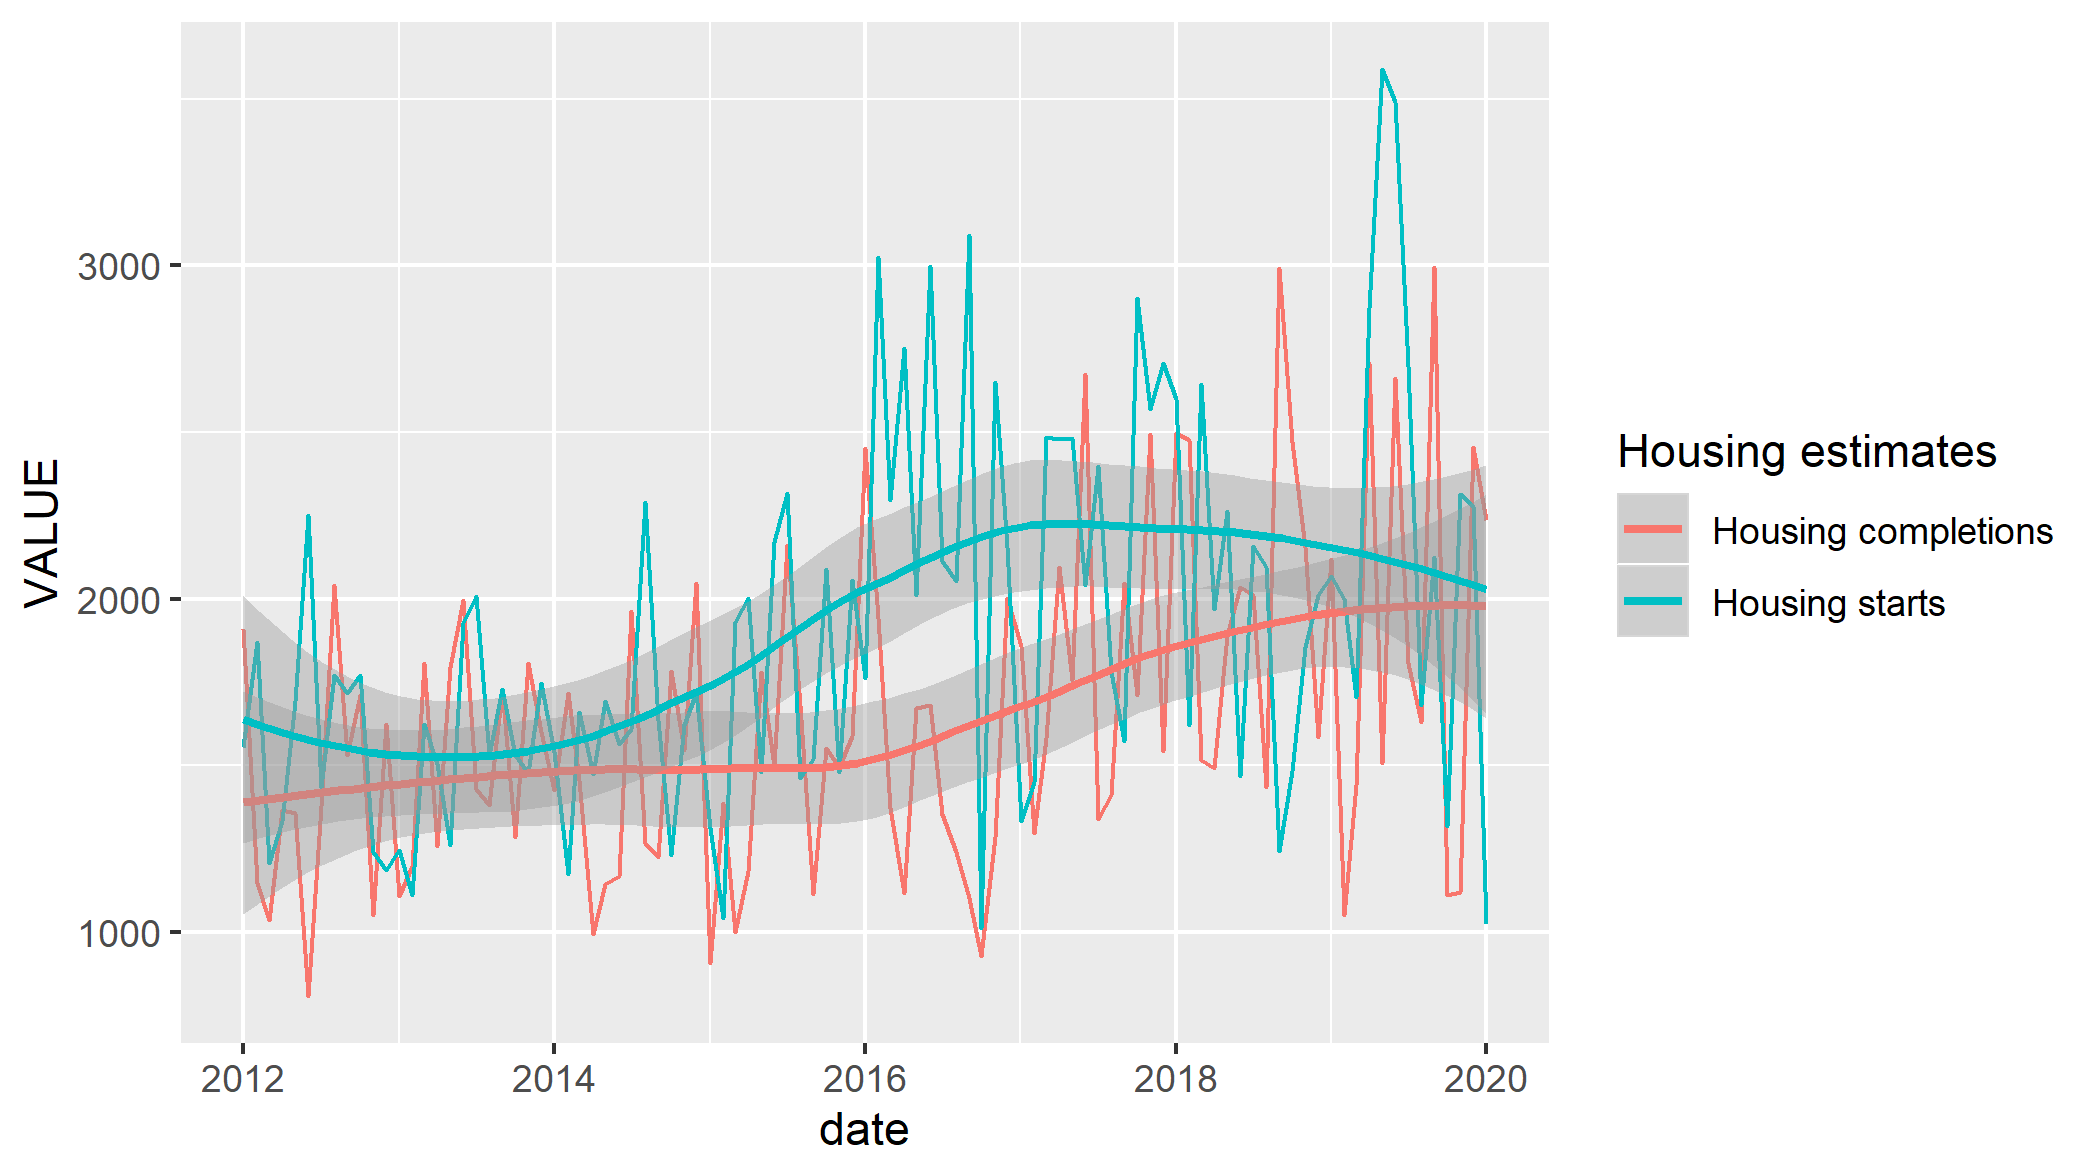 VALUE
3000
2000
1000
2012 2014 2016 2018 2020
date
Housing estimates
Housing completions
Housing starts